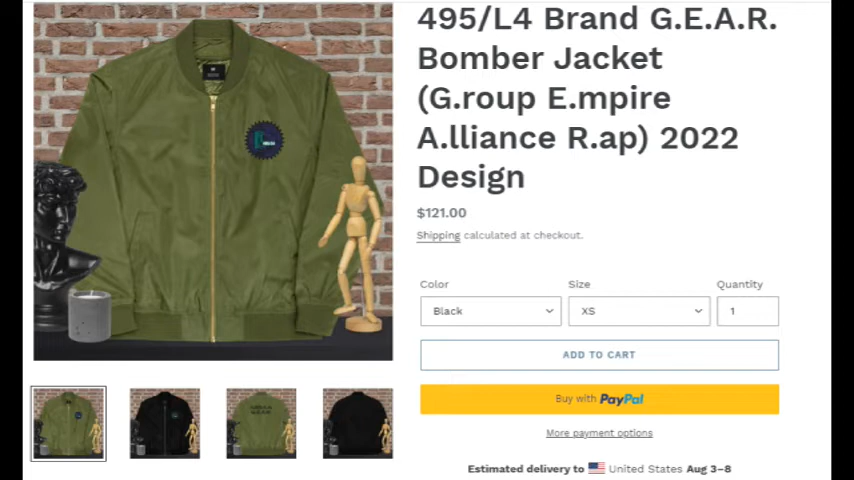 495/L4 Brand G.E.A.R.
Bomber Jacket
(G.roup E.mpire
A.lliance R.ap) 2022
Design
$121.00
Shipping calculated at checkout.
Color
Size
Quantity
Black
XS
1
ADD TO CART
Buy with PayPal
More payment options
Estimated delivery to United States Aug 3–8